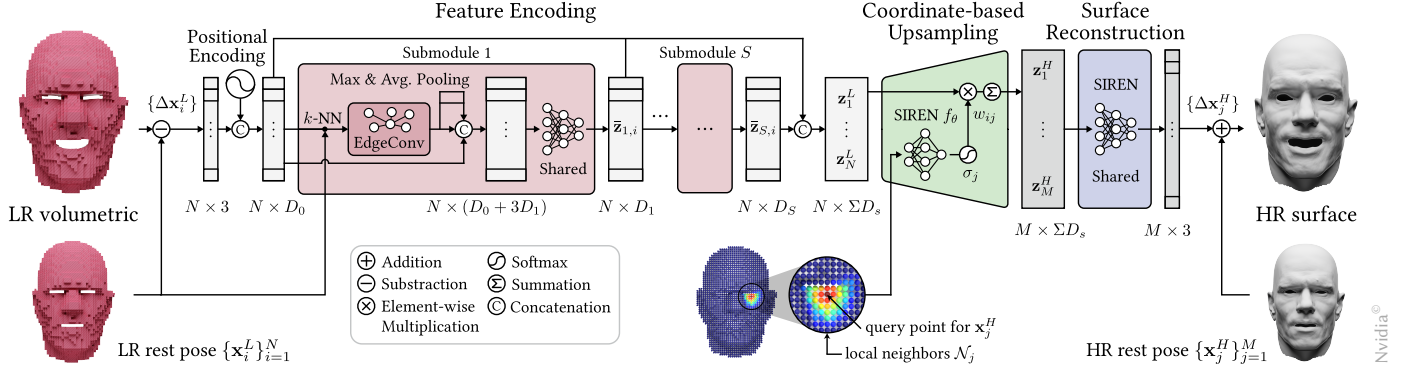 Feature Encoding
Coordinate-based
Upsampling
Surface
Reconstruction
Positional
Encoding
Submodule 1
Submodule S
Max & Avg. Pooling
{Δx_i^L}
k-NN
EdgeConv
Shared
z̄_{1,i}
...
...
z̄_{S,i}
z_1^L
⋮
z_N^L
SIREN f_θ
w_{ij}
σ_j
z_1^H
⋮
z_M^H
SIREN
Shared
{Δx_j^H}
LR volumetric
N × 3
N × D_0
N × (D_0 + 3D_1)
N × D_1
N × D_S
N × ΣD_s
M × ΣD_s
M × 3
HR surface
Addition
Substraction
Element-wise
Multiplication
Softmax
Summation
C Concatenation
query point for x_j^H
local neighbors N_j
LR rest pose {x_i^L}_{i=1}^N
HR rest pose {x_j^H}_{j=1}^M
Nvidia©